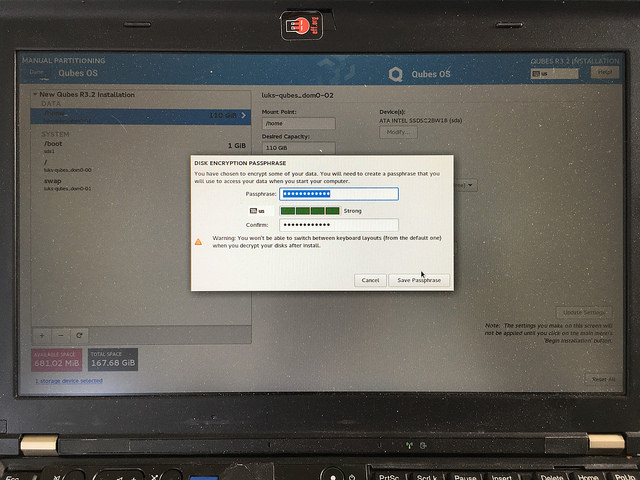 eff.org
MANUAL PARTITIONING
QUBES R3.2 INSTALLATION
Done
Qubes OS
Qubes OS
us
Help!
New Qubes R3.2 Installation
DATA
/home
110 GiB
SYSTEM
/boot
1 GiB
sda1
/
luks-qubes_dom0-00
swap
luks-qubes_dom0-01
luks-qubes_dom0-02
Mount Point:
/home
Desired Capacity:
110 GiB
Device(s):
ATA INTEL SSDSC2BW18 (sda)
Modify...
DISK ENCRYPTION PASSPHRASE
You have chosen to encrypt some of your data. You will need to create a passphrase that you
will use to access your data when you start your computer.
Passphrase: ••••••••••••
us
Strong
Confirm: ••••••••••••
Warning: You won't be able to switch between keyboard layouts (from the default one)
when you decrypt your disks after install.
Cancel
Save Passphrase
Update Settings
Note: The settings you make on this screen will
not be applied until you click on the main menu's
'Begin Installation' button.
AVAILABLE SPACE
681.02 MiB
TOTAL SPACE
167.68 GiB
1 storage device selected
Reset All
PrtSc
ScrLk
Pause
Insert
Delete
Home
PgUp